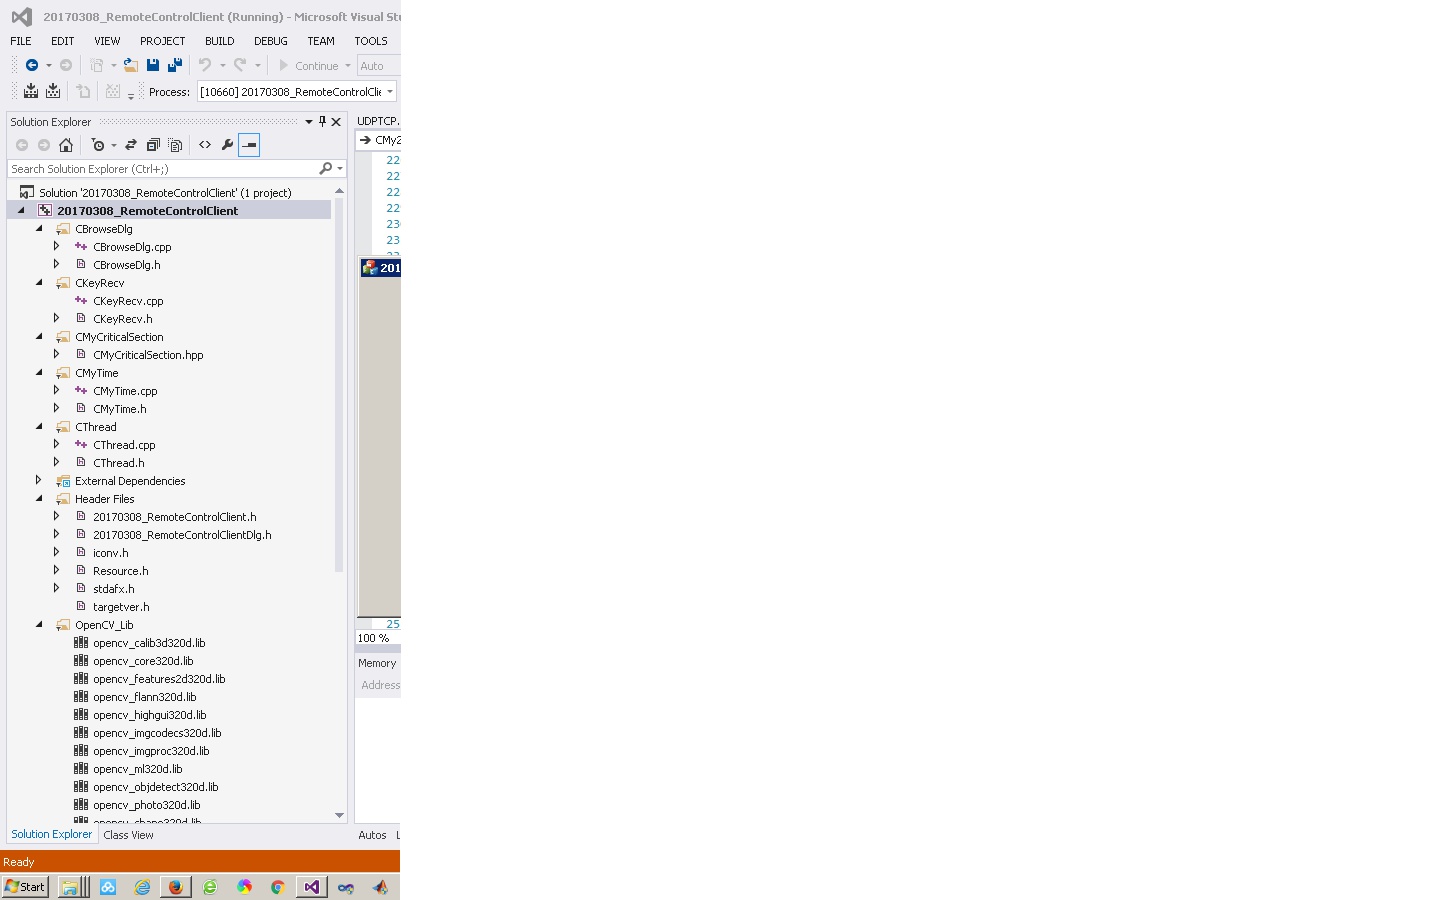 20170308_RemoteControlClient (Running) - Microsoft Visual Stu
FILE EDIT VIEW PROJECT BUILD DEBUG TEAM TOOLS
Continue Auto
Process: [10660] 20170308_RemoteControlClie
Solution Explorer
Search Solution Explorer (Ctrl+;)
Solution '20170308_RemoteControlClient' (1 project)
20170308_RemoteControlClient
CBrowseDlg
CBrowseDlg.cpp
CBrowseDlg.h
CKeyRecv
CKeyRecv.cpp
CKeyRecv.h
CMyCriticalSection
CMyCriticalSection.hpp
CMyTime
CMyTime.cpp
CMyTime.h
CThread
CThread.cpp
CThread.h
External Dependencies
Header Files
20170308_RemoteControlClient.h
20170308_RemoteControlClientDlg.h
iconv.h
Resource.h
stdafx.h
targetver.h
OpenCV_Lib
opencv_calib3d320d.lib
opencv_core320d.lib
opencv_features2d320d.lib
opencv_flann320d.lib
opencv_highgui320d.lib
opencv_imgcodecs320d.lib
opencv_imgproc320d.lib
opencv_ml320d.lib
opencv_objdetect320d.lib
opencv_photo320d.lib
Solution Explorer Class View
UDPTCP.
CMy2
22
22
22
22
23
23
201
25
100 %
Memory
Address
Autos L
Ready
Start